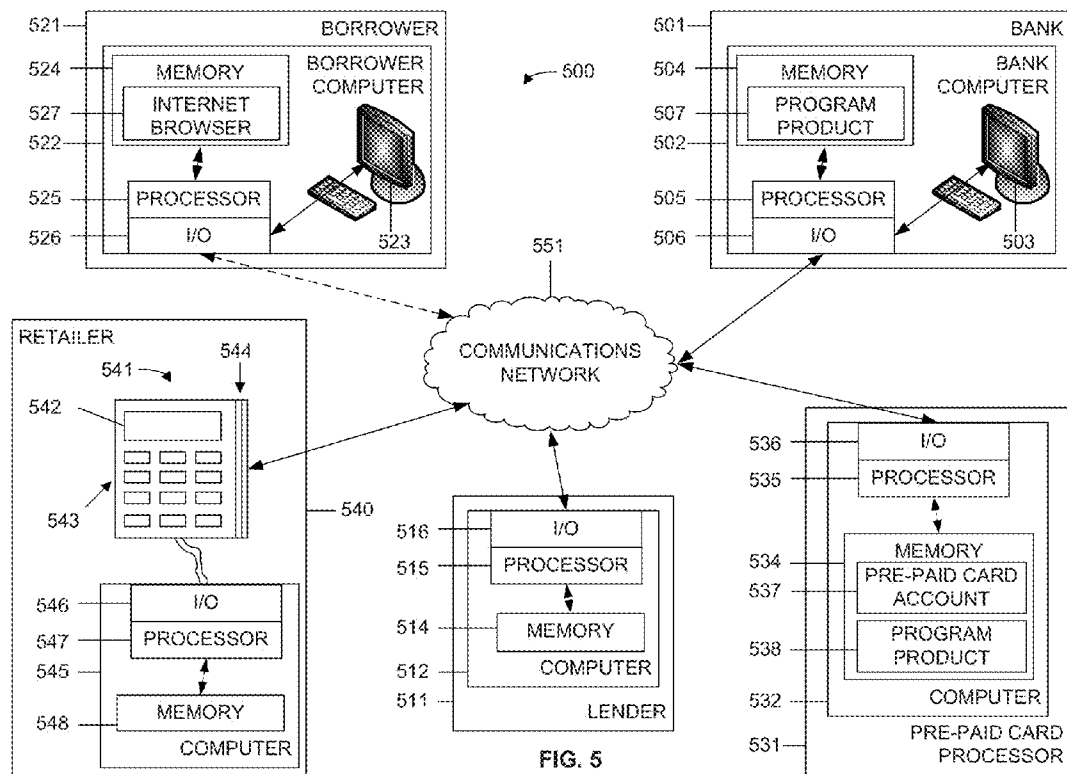 521
BORROWER
524
MEMORY
BORROWER
COMPUTER
527
INTERNET
BROWSER
522
525
PROCESSOR
526
I/O
523
500
501
BANK
504
MEMORY
BANK
COMPUTER
507
PROGRAM
PRODUCT
502
505
PROCESSOR
506
I/O
503
551
COMMUNICATIONS
NETWORK
RETAILER
541
544
542
543
540
546
I/O
547
PROCESSOR
545
548
MEMORY
COMPUTER
516
I/O
515
PROCESSOR
514
MEMORY
512
COMPUTER
511
LENDER
536
I/O
535
PROCESSOR
534
MEMORY
537
PRE-PAID CARD
ACCOUNT
538
PROGRAM
PRODUCT
532
COMPUTER
531
PRE-PAID CARD
PROCESSOR
FIG. 5